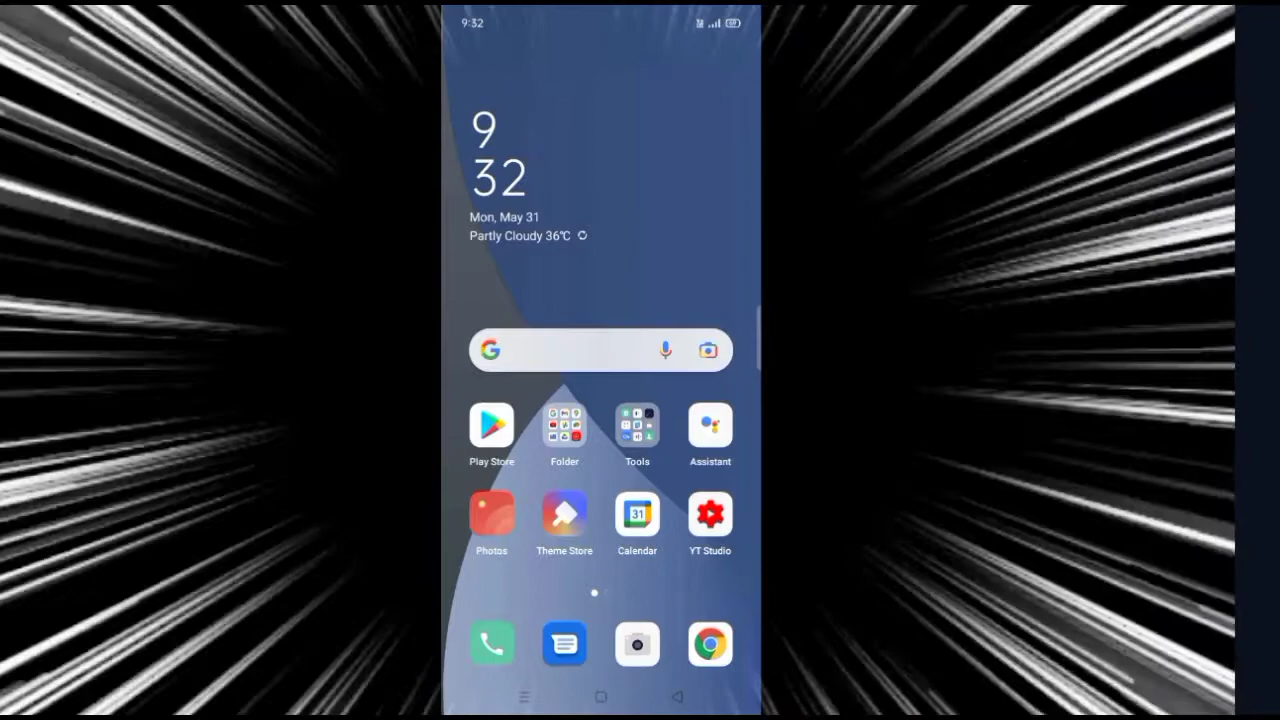 9:32
9
32
Mon, May 31
Partly Cloudy 36℃
Play Store
Folder
Tools
Assistant
31
Photos
Theme Store
Calendar
YT Studio